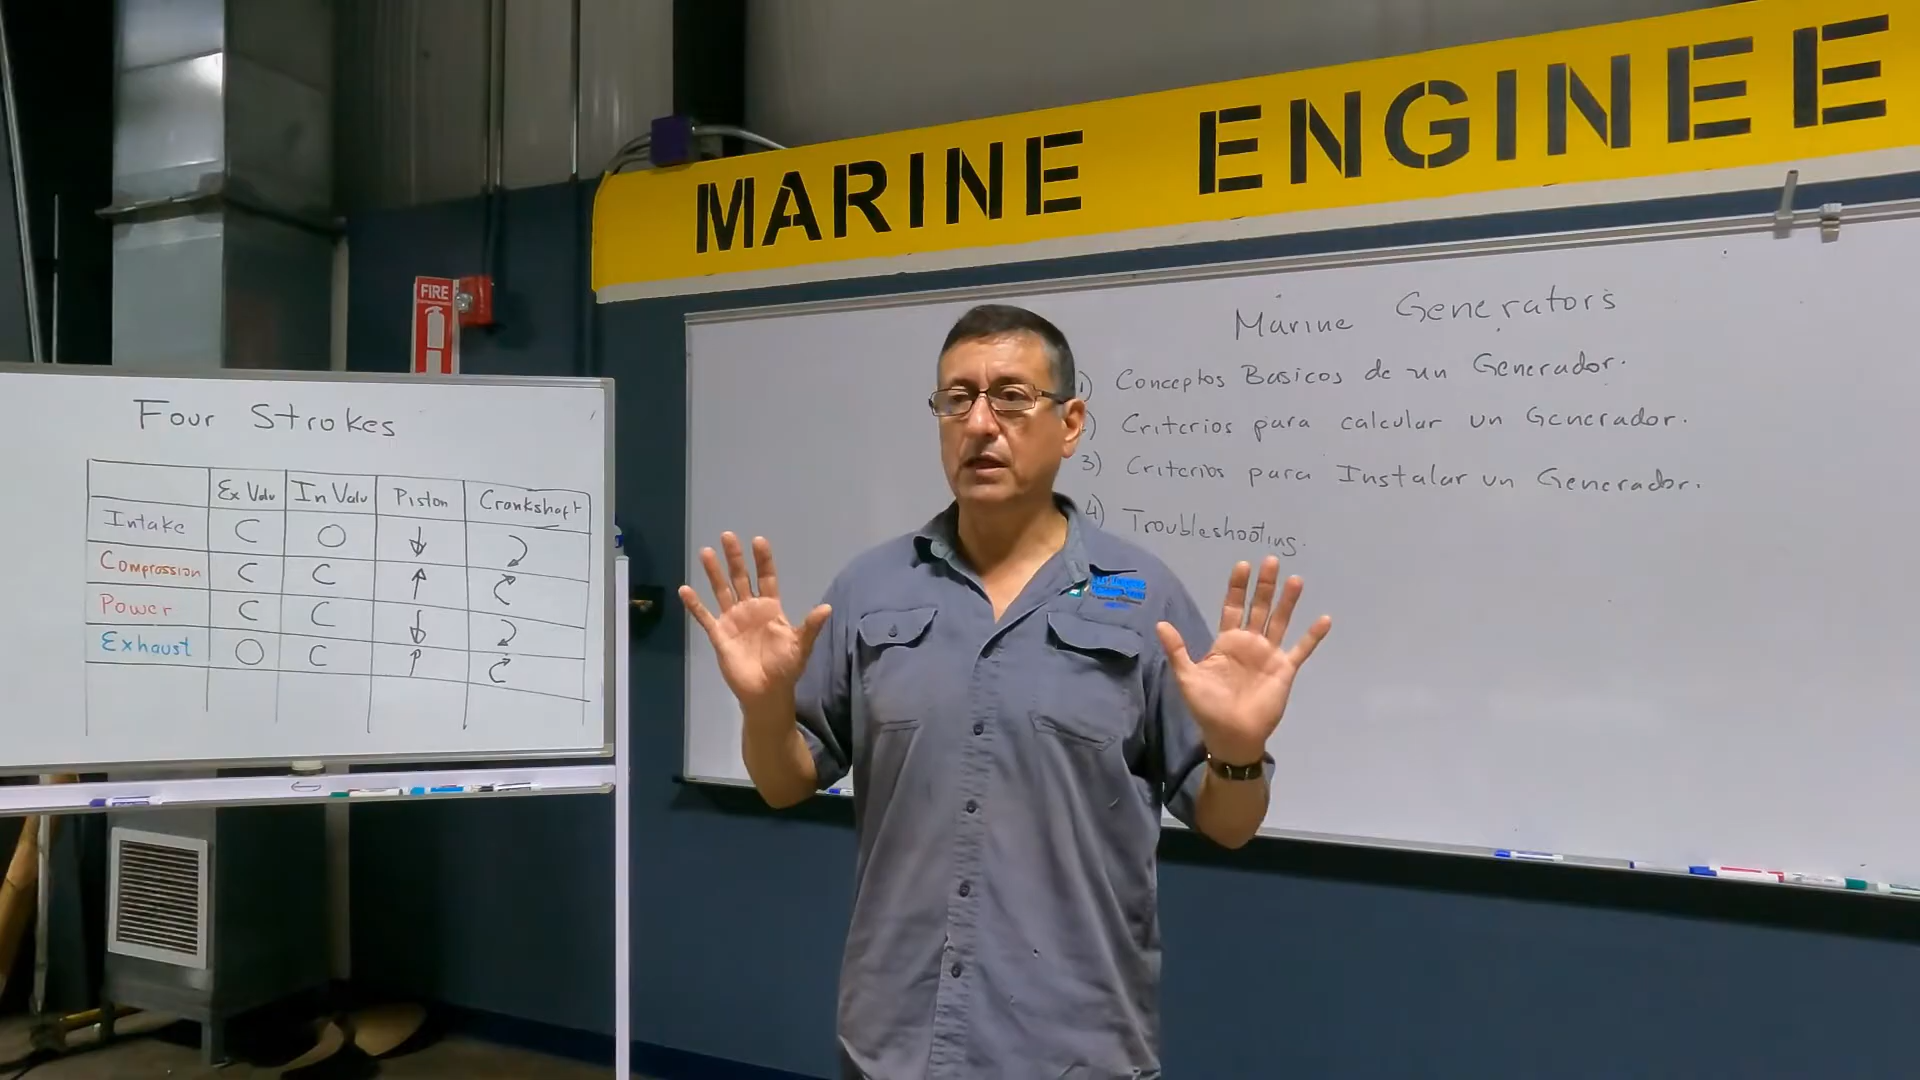 MARINE ENGINEE
FIRE
Four Strokes
Ex Valv In Valv Piston Crankshaft
Intake C O ↓
Compression C C ↑
Power C C ↓
Exhaust O C ↑
Marine Generators
1) Conceptos Basicos de un Generador.
) Criterios para calcular un Generador.
3) Criterios para Instalar un Generador.
4) Troubleshooting.